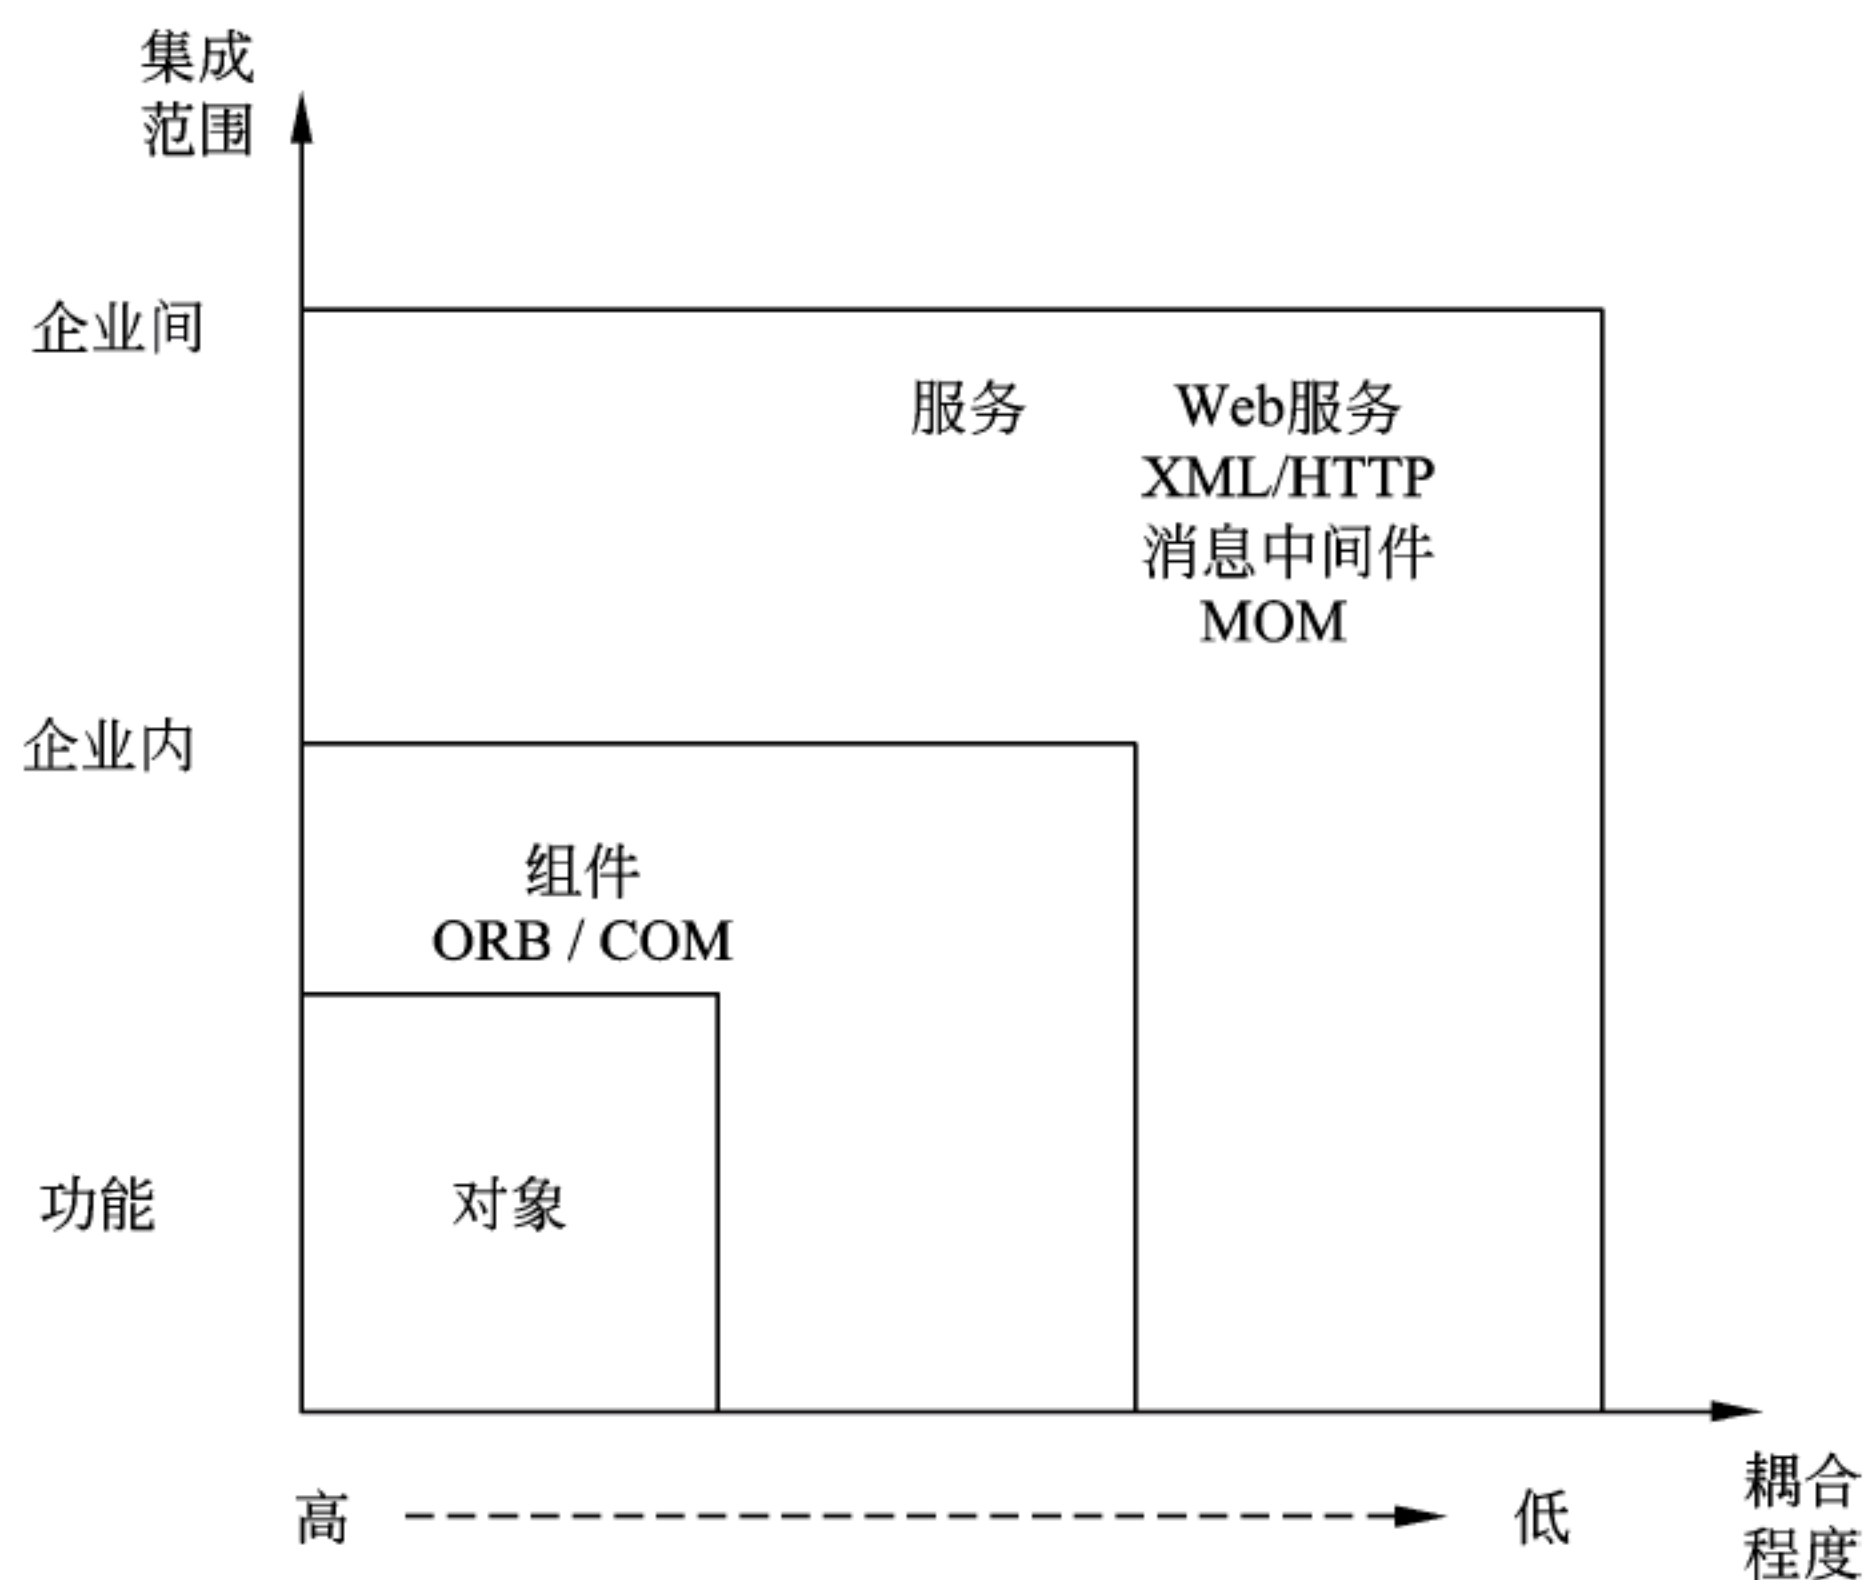 集成
范围
企业间
服务
Web服务
XML/HTTP
消息中间件
MOM
企业内
组件
ORB / COM
功能
对象
高
低
耦合
程度